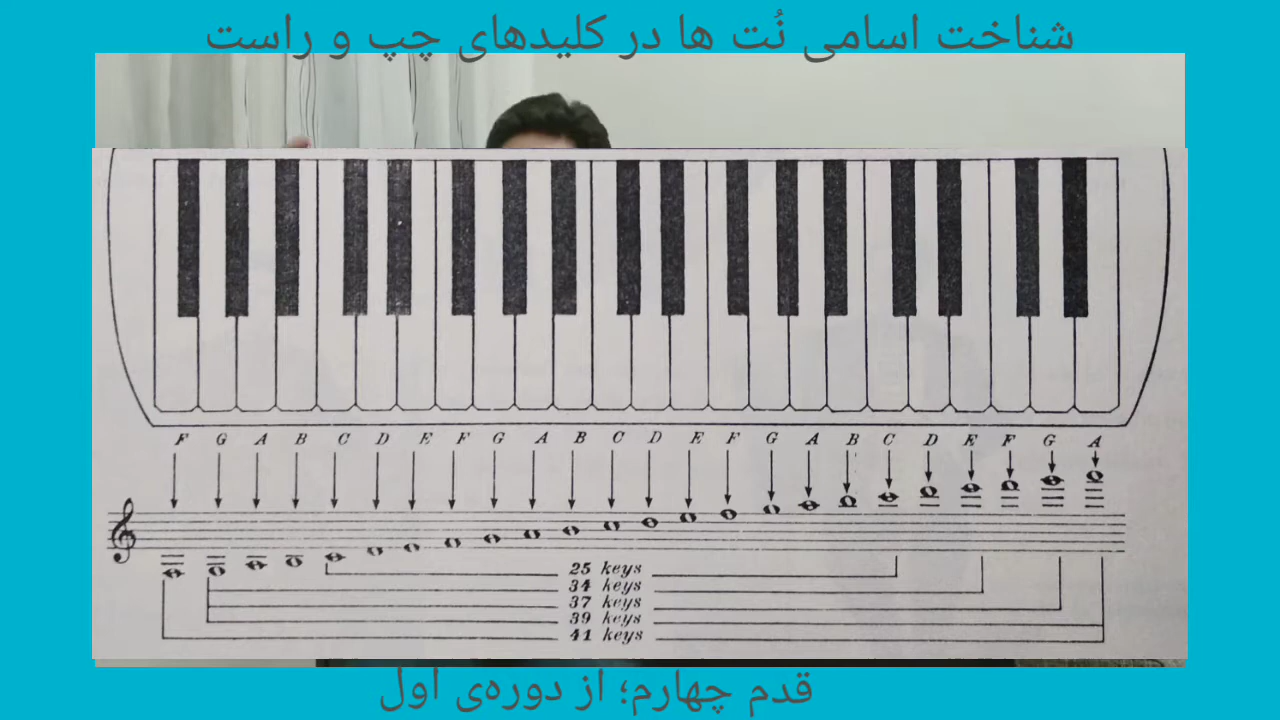 شناخت اسامی نُت ها در کلیدهای چپ و راست
F G A B C D E F G A B C D E F G A B C D E F G A
25 keys
34 keys
37 keys
39 keys
41 keys
قدم چهارم؛ از دوره‌ی اول